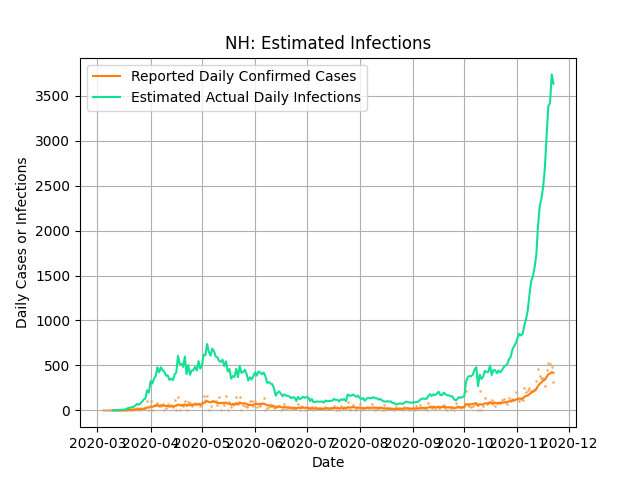 NH: Estimated Infections
Reported Daily Confirmed Cases
Estimated Actual Daily Infections
Daily Cases or Infections
3500
3000
2500
2000
1500
1000
500
0
2020-03 2020-04 2020-05 2020-06 2020-07 2020-08 2020-09 2020-10 2020-11 2020-12
Date